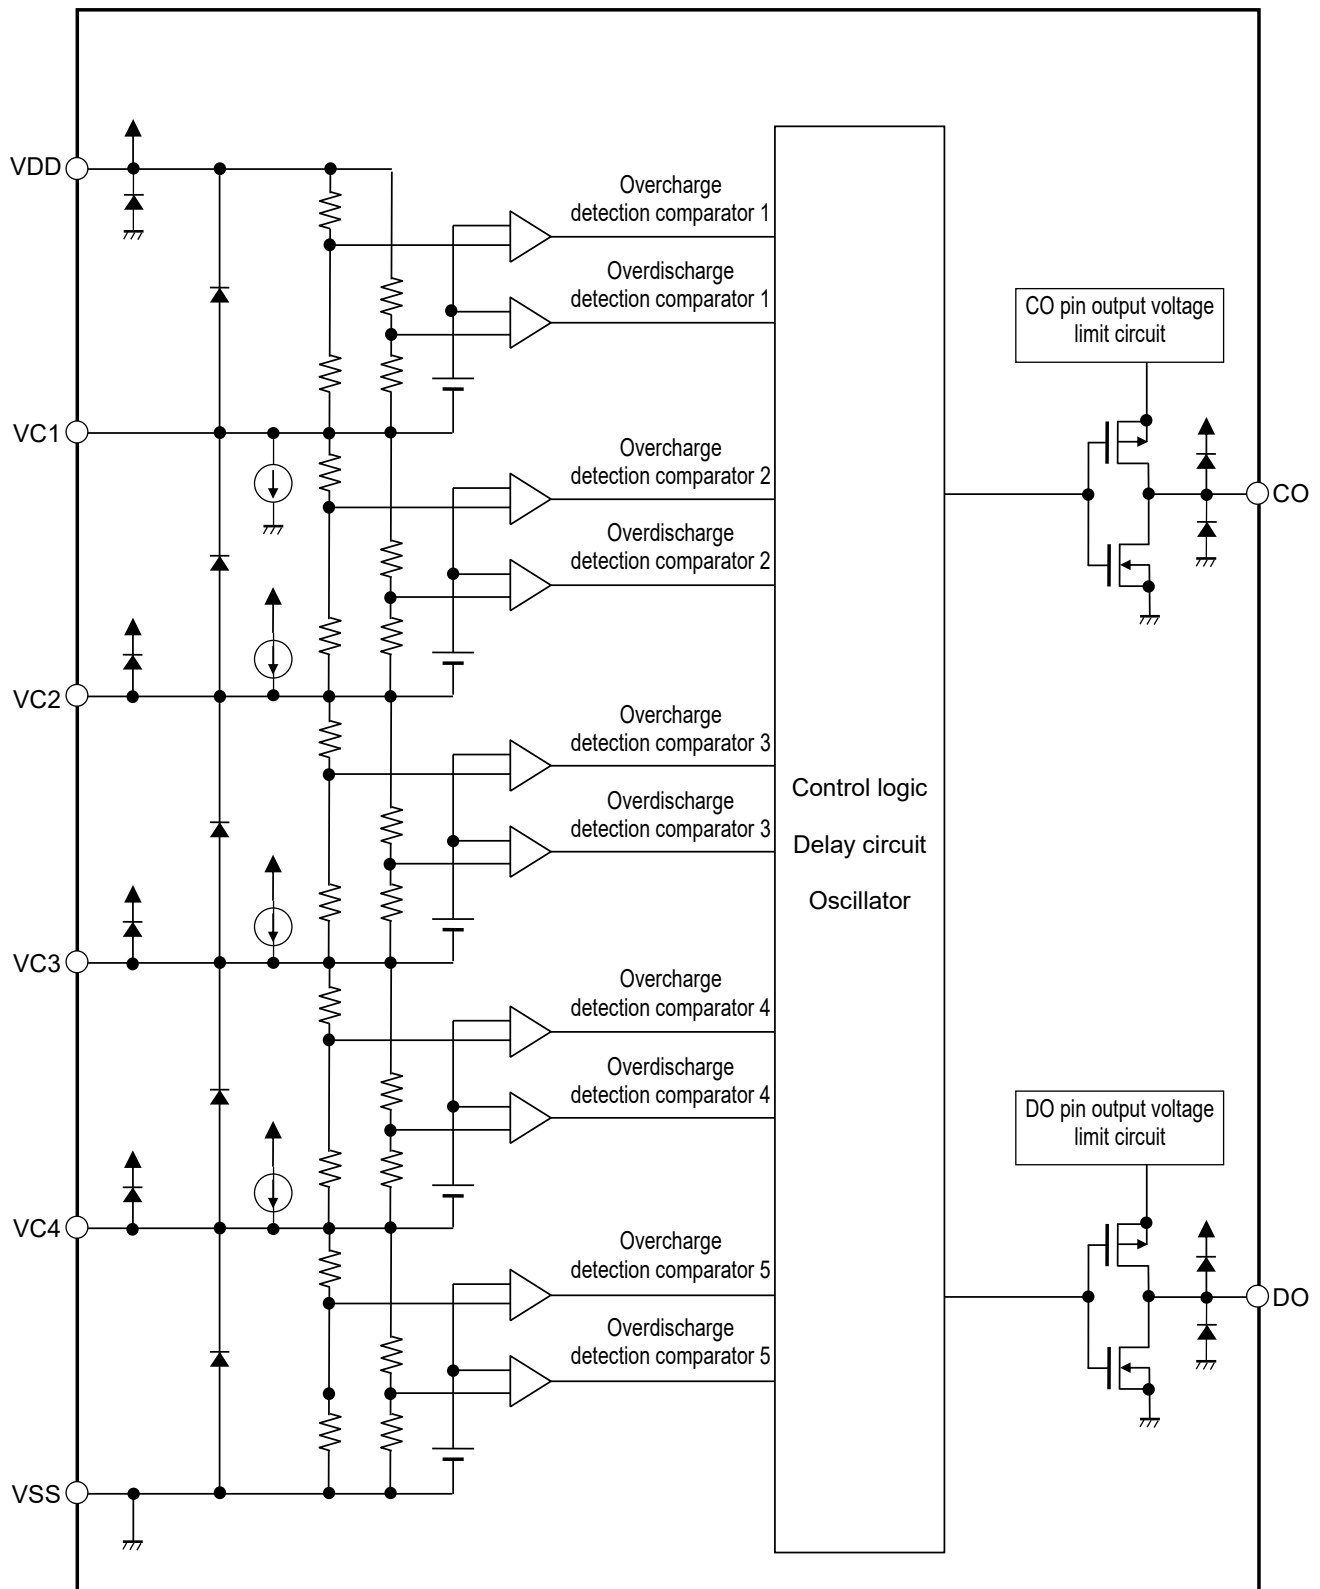 VDD
Overcharge
detection comparator 1
Overdischarge
detection comparator 1
CO pin output voltage
limit circuit
VC1
Overcharge
detection comparator 2
CO
Overdischarge
detection comparator 2
VC2
Overcharge
detection comparator 3
Control logic
Overdischarge
detection comparator 3
Delay circuit
Oscillator
VC3
Overcharge
detection comparator 4
Overdischarge
detection comparator 4
DO pin output voltage
limit circuit
VC4
Overcharge
detection comparator 5
DO
Overdischarge
detection comparator 5
VSS